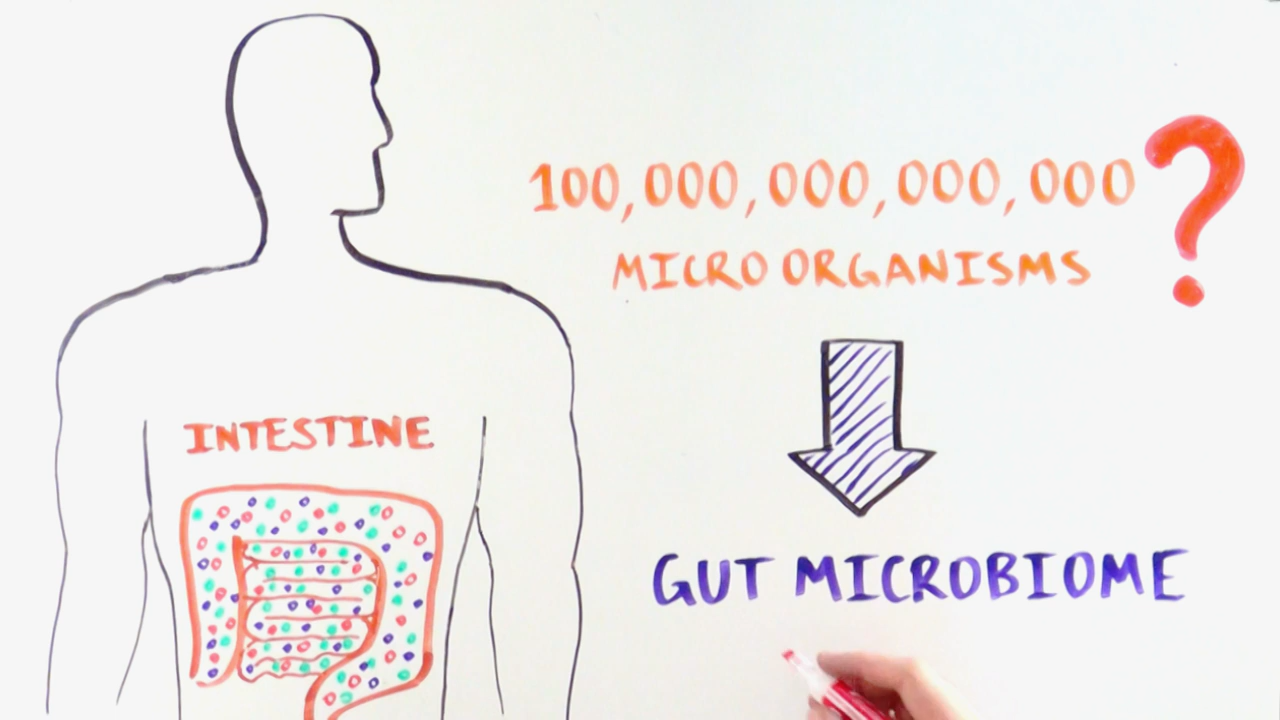 100,000,000,000,000 ?
MICRO ORGANISMS
INTESTINE
GUT MICROBIOME